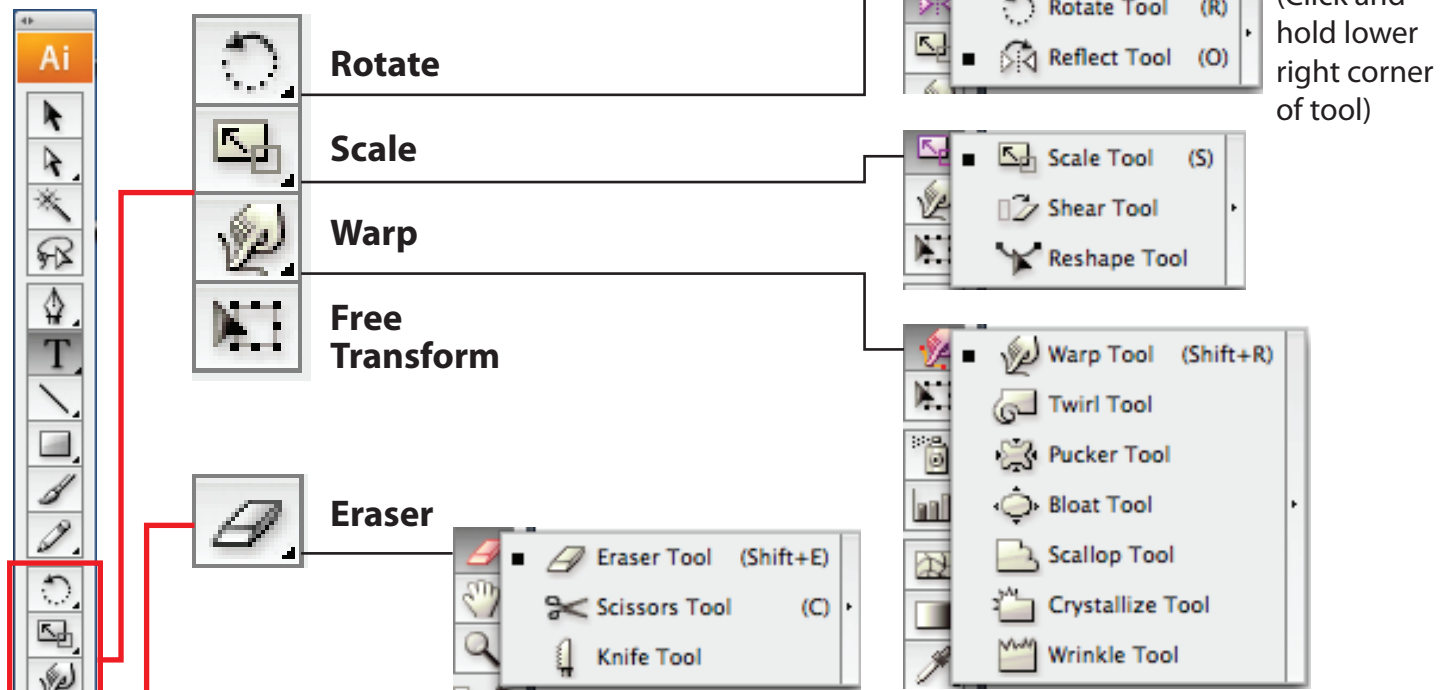 Ai
T
Rotate
Scale
Warp
Free
Transform
Eraser
Rotate Tool (R)
Reflect Tool (O)
(Click and
hold lower
right corner
of tool)
Scale Tool (S)
Shear Tool
Reshape Tool
Warp Tool (Shift+R)
Twirl Tool
Pucker Tool
Bloat Tool
Scallop Tool
Crystallize Tool
Wrinkle Tool
Eraser Tool (Shift+E)
Scissors Tool (C)
Knife Tool